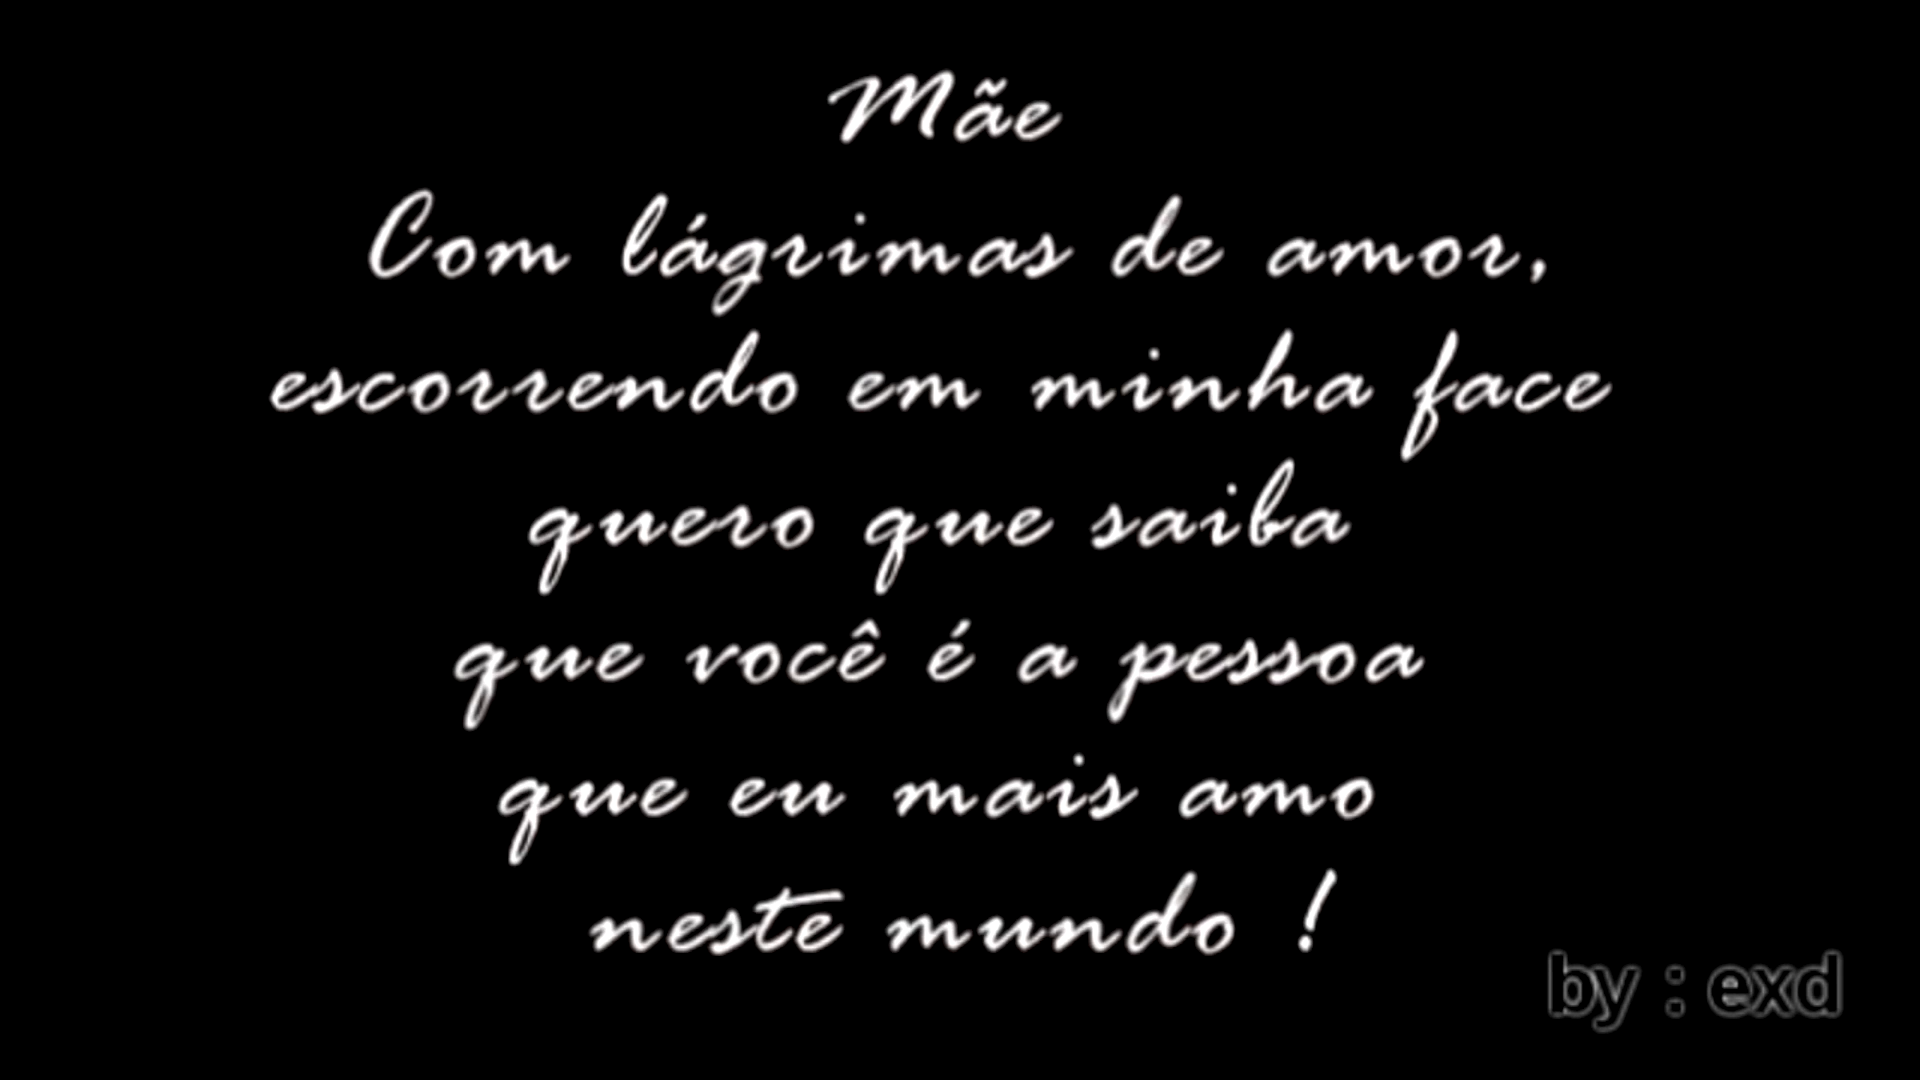 Mãe
Com lágrimas de amor,
escorrendo em minha face
quero que saiba
que você é a pessoa
que eu mais amo
neste mundo !
by : exd